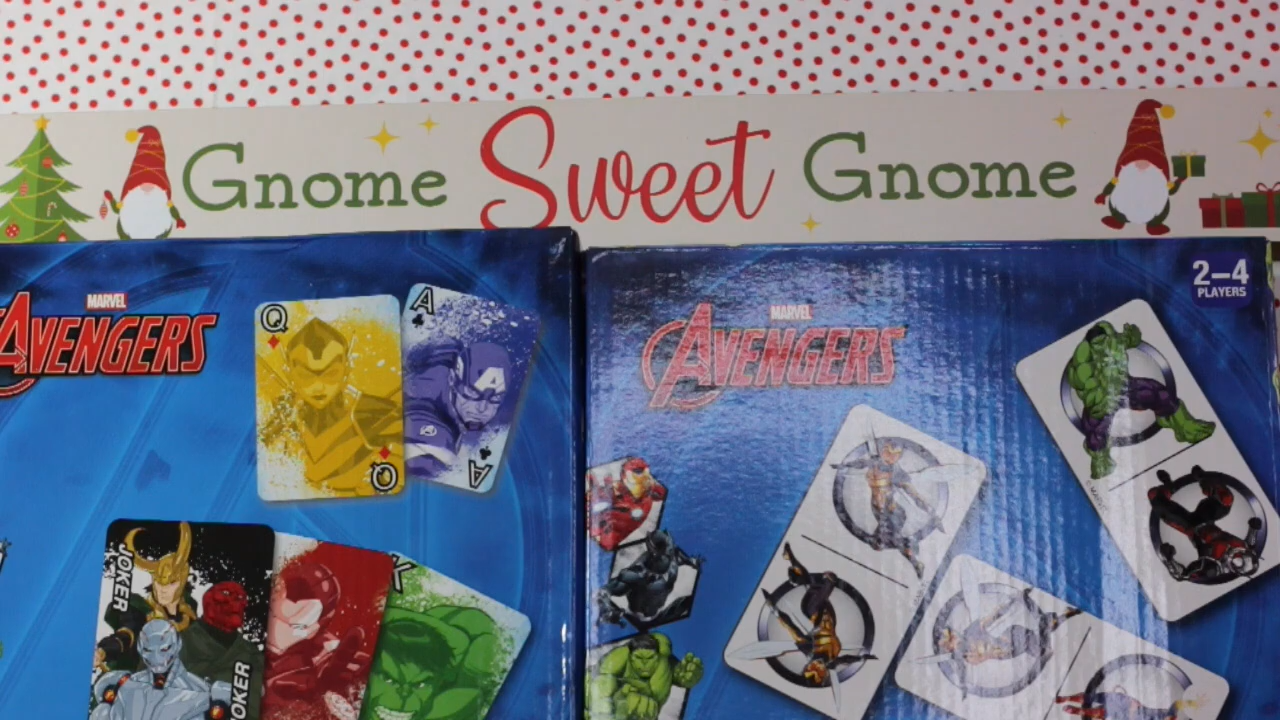 Gnome Sweet Gnome
MARVEL
AVENGERS
Q
Q
A
A
JOKER
JOKER
K
MARVEL
AVENGERS
2-4
PLAYERS